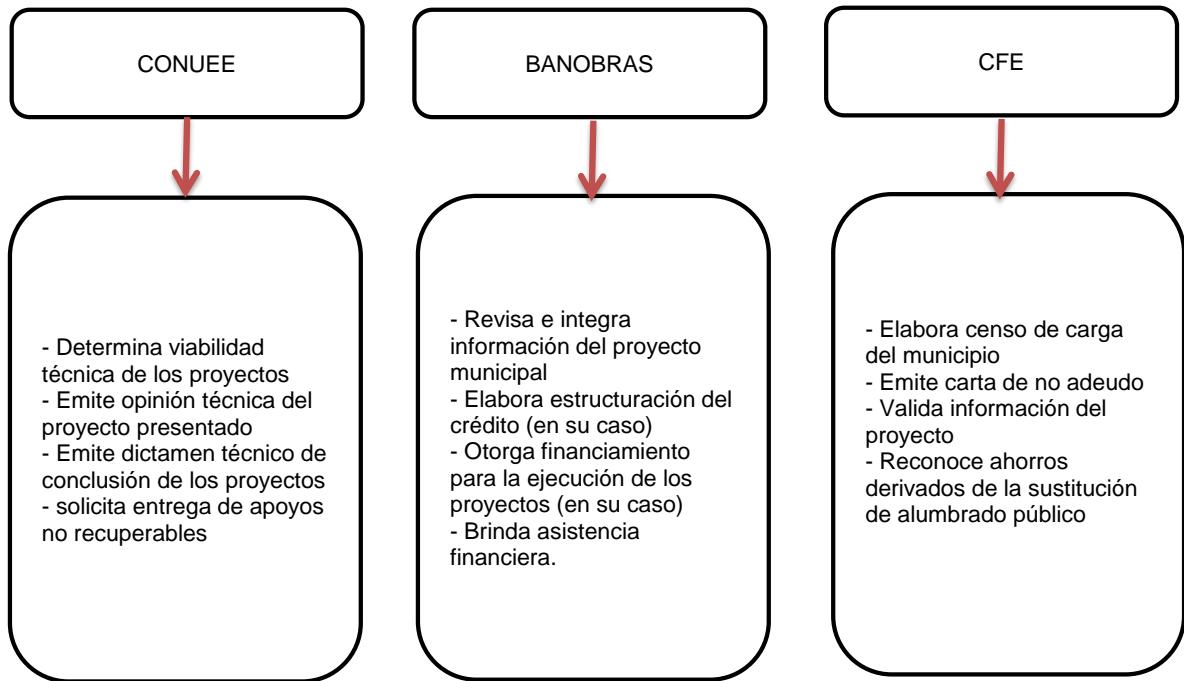 CONUEE
BANOBRAS
CFE
- Determina viabilidad
técnica de los proyectos
- Emite opinión técnica del
proyecto presentado
- Emite dictamen técnico de
conclusión de los proyectos
- solicita entrega de apoyos
no recuperables
- Revisa e integra
información del proyecto
municipal
- Elabora estructuración del
crédito (en su caso)
- Otorga financiamiento
para la ejecución de los
proyectos (en su caso)
- Brinda asistencia
financiera.
- Elabora censo de carga
del municipio
- Emite carta de no adeudo
- Valida información del
proyecto
- Reconoce ahorros
derivados de la sustitución
de alumbrado público